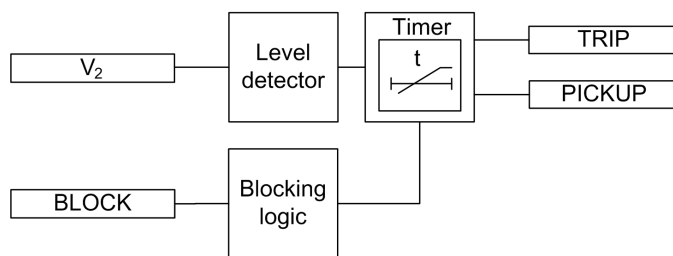 V₂
Level
detector
Timer
t
TRIP
PICKUP
BLOCK
Blocking
logic